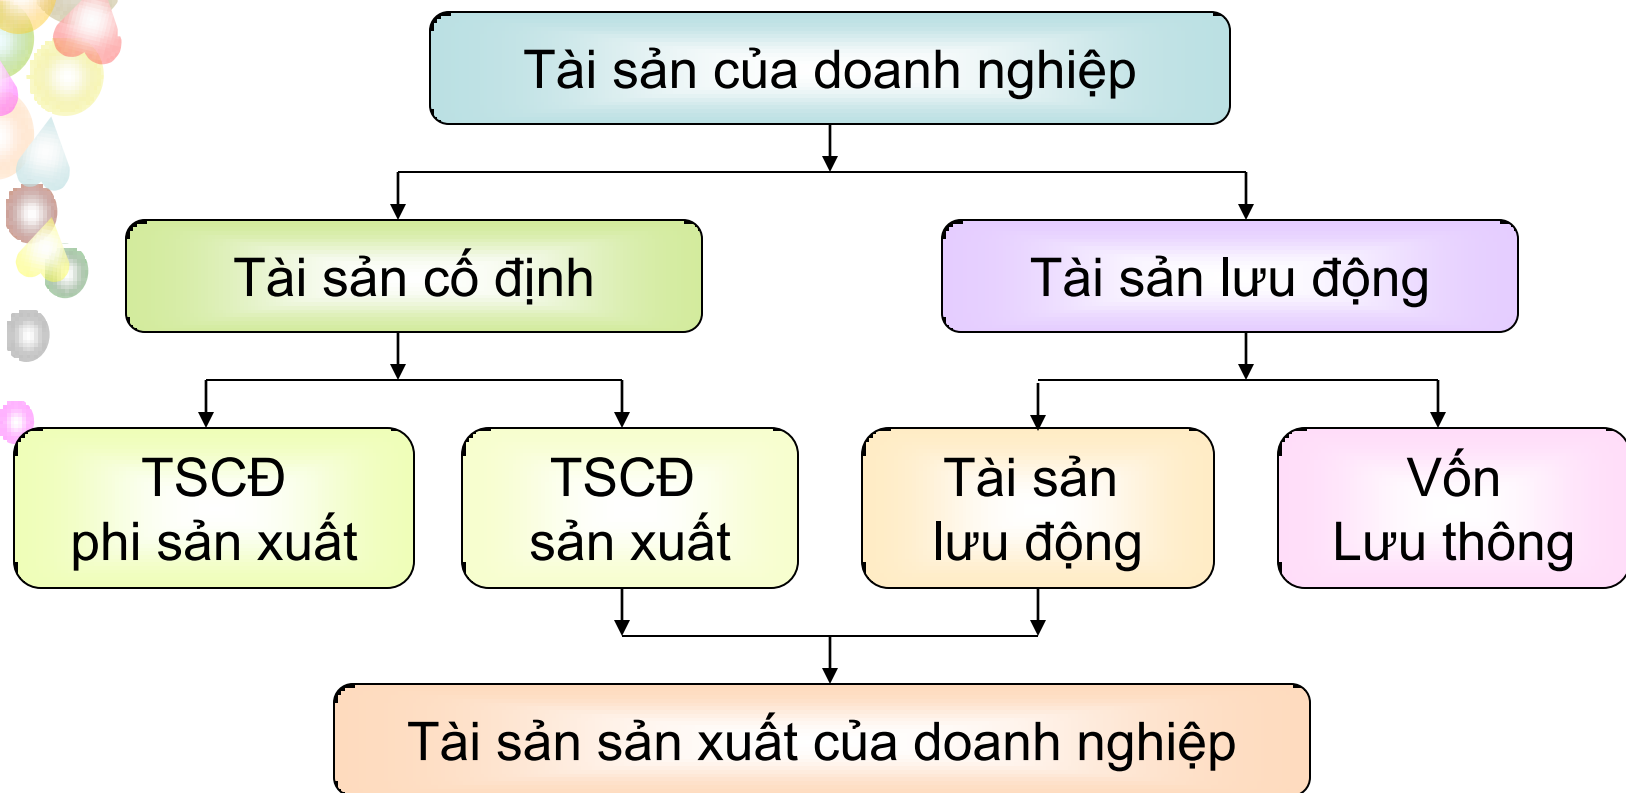 Tài sản của doanh nghiệp
Tài sản cố định
Tài sản lưu động
TSCĐ
phi sản xuất
TSCĐ
sản xuất
Tài sản
lưu động
Vốn
Lưu thông
Tài sản sản xuất của doanh nghiệp